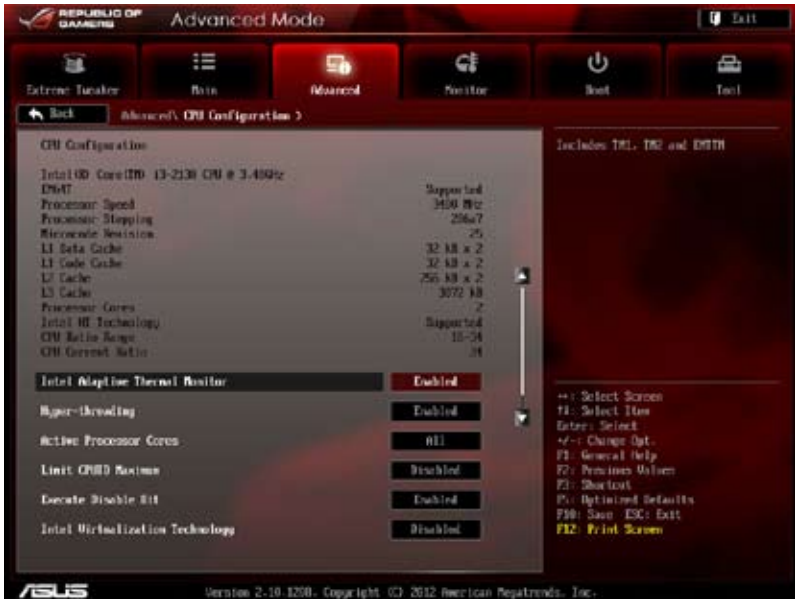 REPUBLIC OF
GAMERS
Advanced Mode
Exit
Extreme Tweaker
Main
Advanced
Monitor
Boot
Tool
Back
Advanced\ CPU Configuration >
CPU Configuration
Includes TM1, TM2 and EMTTM
Intel(R) Core(TM) i3-2130 CPU @ 3.40GHz
EM64T Supported
Processor Speed 3400 MHz
Processor Stepping 206a7
Microcode Revision 25
L1 Data Cache 32 kB x 2
L1 Code Cache 32 kB x 2
L2 Cache 256 kB x 2
L3 Cache 3072 kB
Processor Cores 2
Intel HT Technology Supported
CPU Ratio Range 16-34
CPU Current Ratio 34
Intel Adaptive Thermal Monitor Enabled
Hyper-threading Enabled
Active Processor Cores All
Limit CPUID Maximum Disabled
Execute Disable Bit Enabled
Intel Virtualization Technology Disabled
: Select Screen
: Select Item
Enter: Select
+/-: Change Opt.
F1: General Help
F2: Previous Values
F3: Shortcut
F5: Optimized Defaults
F10: Save ESC: Exit
F12: Print Screen
ASUS
Version 2.10.1208. Copyright (C) 2012 American Megatrends, Inc.